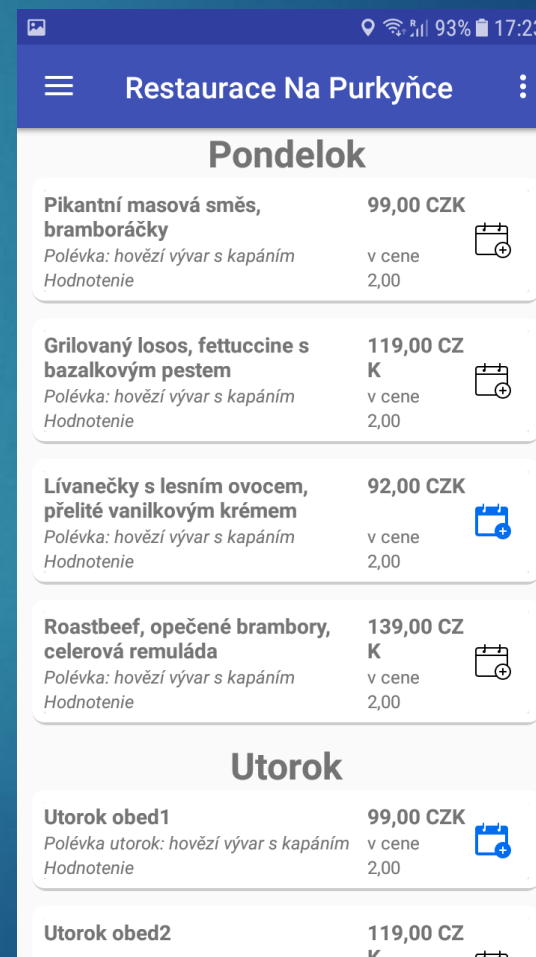 93% 17:23
Restaurace Na Purkyňce
Pondelok
Pikantní masová směs, 99,00 CZK
bramboráčky
Polévka: hovězí vývar s kapáním v cene
Hodnotenie 2,00
Grilovaný losos, fettuccine s 119,00 CZ
bazalkovým pestem K
Polévka: hovězí vývar s kapáním v cene
Hodnotenie 2,00
Lívanečky s lesním ovocem, 92,00 CZK
přelité vanilkovým krémem
Polévka: hovězí vývar s kapáním v cene
Hodnotenie 2,00
Roastbeef, opečené brambory, 139,00 CZ
celerová remuláda K
Polévka: hovězí vývar s kapáním v cene
Hodnotenie 2,00
Utorok
Utorok obed1 99,00 CZK
Polévka utorok: hovězí vývar s kapáním v cene
Hodnotenie 2,00
Utorok obed2 119,00 CZ
K